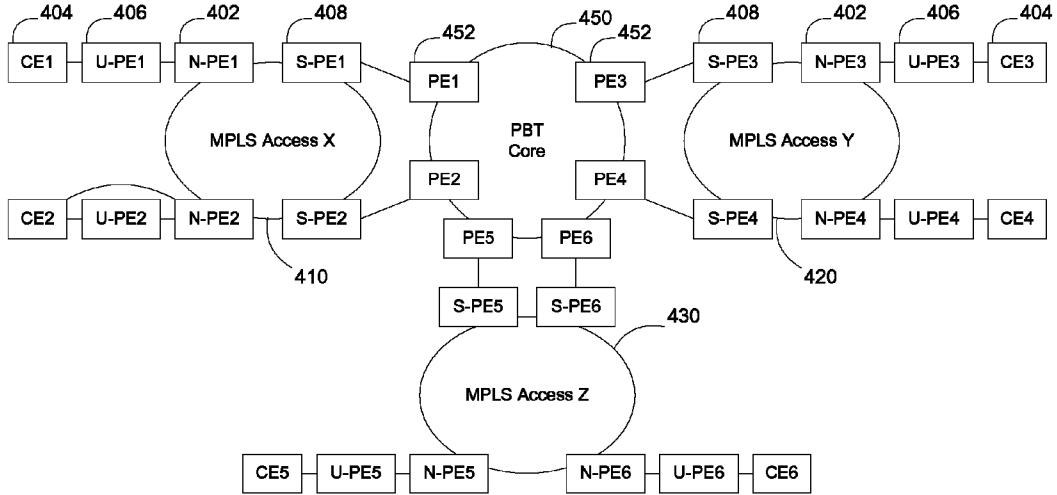 404 406 402 408 450 408 402 406 404
452 452
CE1 U-PE1 N-PE1 S-PE1 PE1 PE3 S-PE3 N-PE3 U-PE3 CE3
MPLS Access X
PBT
Core
MPLS Access Y
PE2 PE4
CE2 U-PE2 N-PE2 S-PE2 S-PE4 N-PE4 U-PE4 CE4
PE5 PE6
410 420
S-PE5 S-PE6
430
MPLS Access Z
CE5 U-PE5 N-PE5 N-PE6 U-PE6 CE6